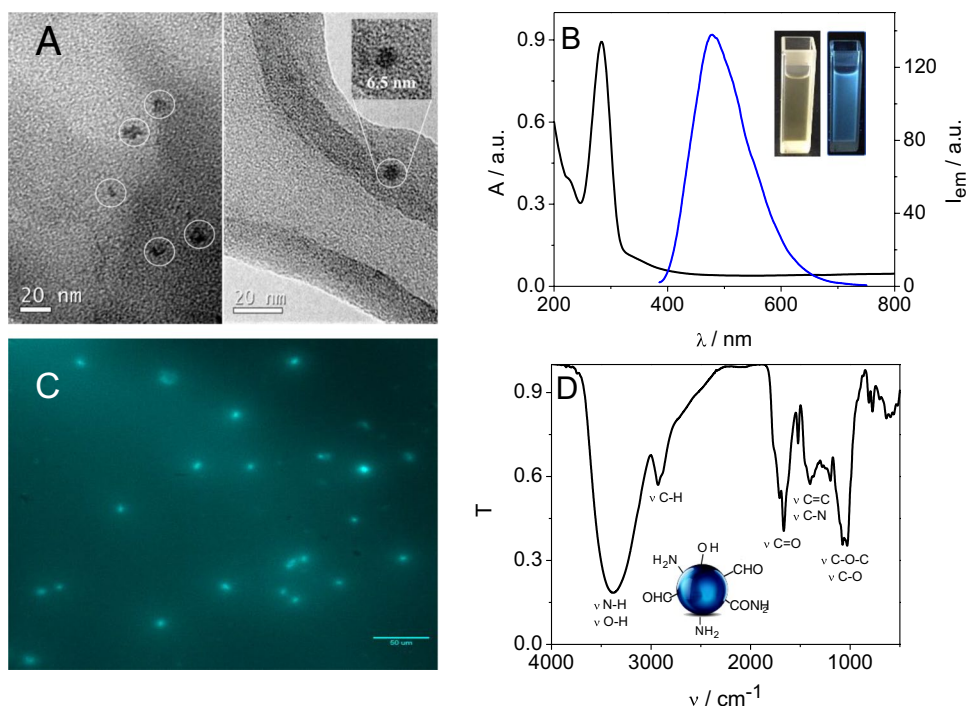 A
6.5 nm
20 nm
20 nm
B
0.9
0.6
0.3
0.0
A / a.u.
120
80
40
0
I_em / a.u.
200 400 600 800
λ / nm
C
50 um
D
0.9
0.6
0.3
0.0
T
ν C-H
ν C=C
ν C-N
ν C=O
ν C-O-C
ν C-O
ν N-H
ν O-H
OH
H₂N
CHO
OHC
CONH₂
NH₂
4000 3000 2000 1000
ν / cm⁻¹